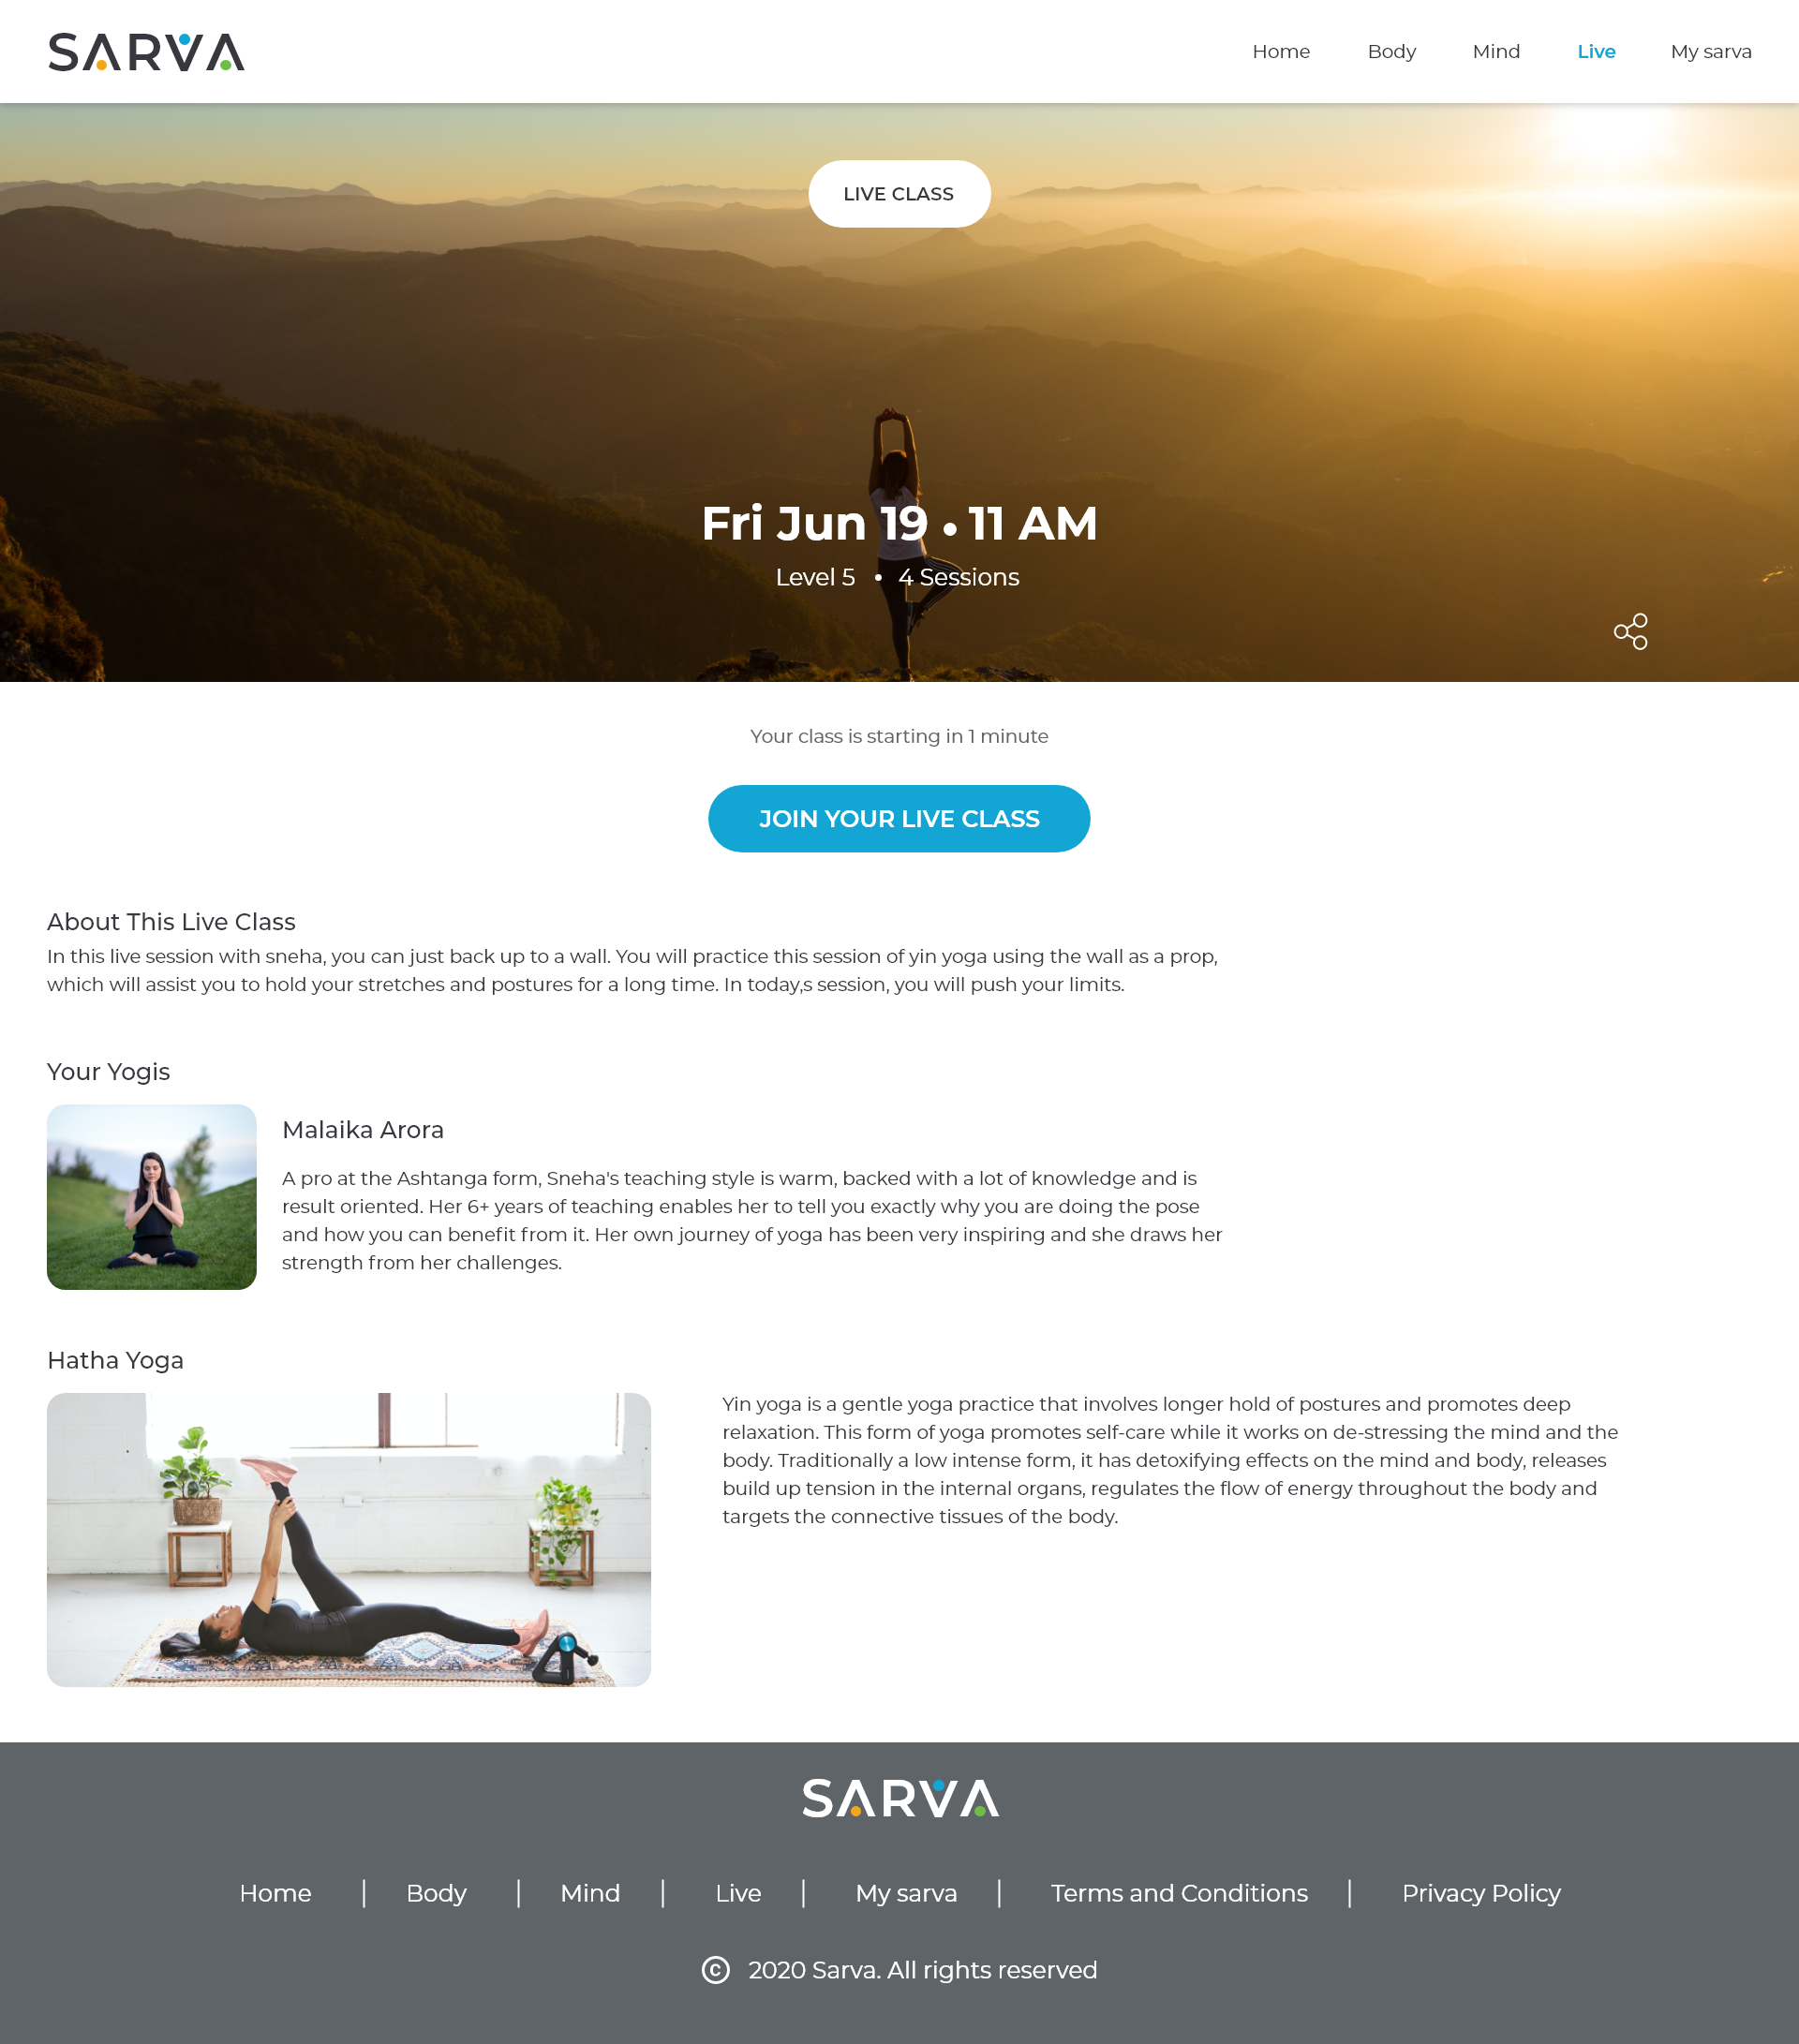 SARVA
Home Body Mind Live My sarva
LIVE CLASS
Fri Jun 19 • 11 AM
Level 5 • 4 Sessions
Your class is starting in 1 minute
JOIN YOUR LIVE CLASS
About This Live Class
In this live session with sneha, you can just back up to a wall. You will practice this session of yin yoga using the wall as a prop,
which will assist you to hold your stretches and postures for a long time. In today,s session, you will push your limits.
Your Yogis
Malaika Arora
A pro at the Ashtanga form, Sneha's teaching style is warm, backed with a lot of knowledge and is
result oriented. Her 6+ years of teaching enables her to tell you exactly why you are doing the pose
and how you can benefit from it. Her own journey of yoga has been very inspiring and she draws her
strength from her challenges.
Hatha Yoga
Yin yoga is a gentle yoga practice that involves longer hold of postures and promotes deep
relaxation. This form of yoga promotes self-care while it works on de-stressing the mind and the
body. Traditionally a low intense form, it has detoxifying effects on the mind and body, releases
build up tension in the internal organs, regulates the flow of energy throughout the body and
targets the connective tissues of the body.
SARVA
Home | Body | Mind | Live | My sarva | Terms and Conditions | Privacy Policy
© 2020 Sarva. All rights reserved